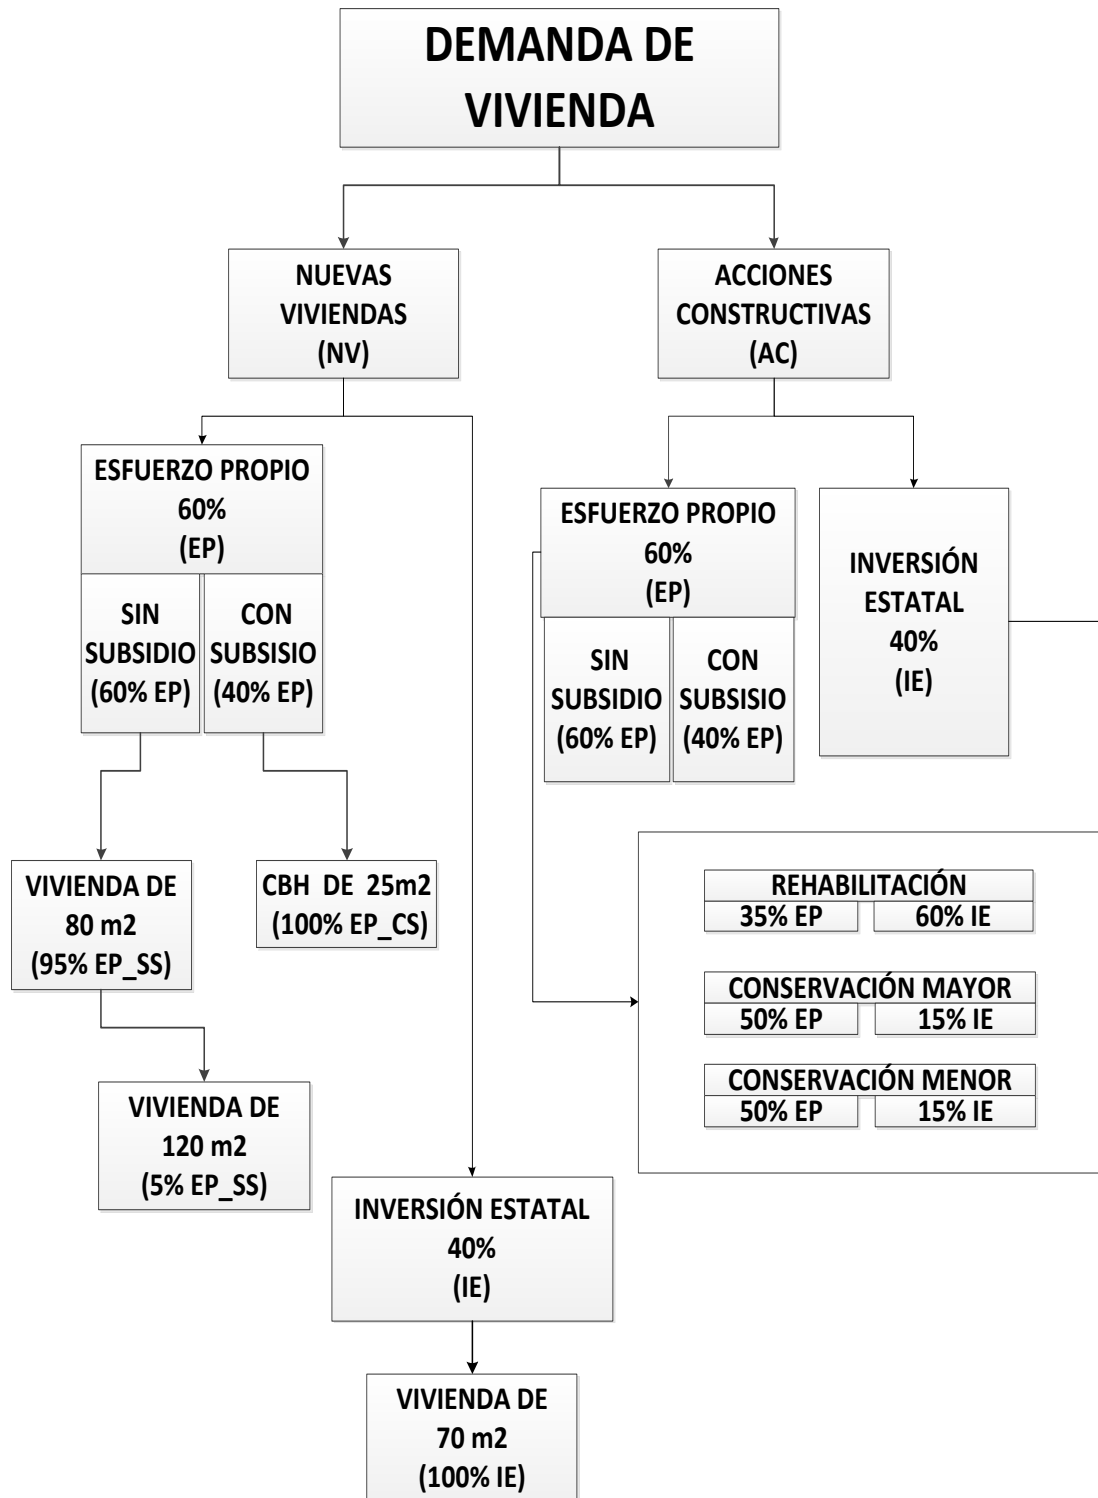 DEMANDA DE
VIVIENDA
NUEVAS
VIVIENDAS
(NV)
ACCIONES
CONSTRUCTIVAS
(AC)
ESFUERZO PROPIO
60%
(EP)
SIN
SUBSIDIO
(60% EP)
CON
SUBSISIO
(40% EP)
ESFUERZO PROPIO
60%
(EP)
SIN
SUBSIDIO
(60% EP)
CON
SUBSISIO
(40% EP)
INVERSIÓN
ESTATAL
40%
(IE)
VIVIENDA DE
80 m2
(95% EP_SS)
CBH DE 25m2
(100% EP_CS)
VIVIENDA DE
120 m2
(5% EP_SS)
REHABILITACIÓN
35% EP
60% IE
CONSERVACIÓN MAYOR
50% EP
15% IE
CONSERVACIÓN MENOR
50% EP
15% IE
INVERSIÓN ESTATAL
40%
(IE)
VIVIENDA DE
70 m2
(100% IE)